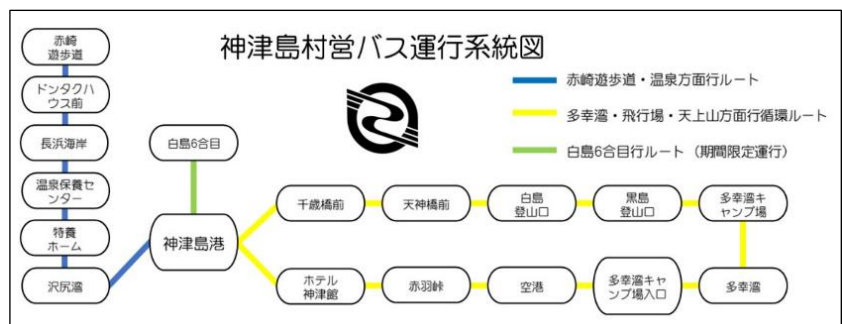 神津島村営バス運行系統図
赤崎遊歩道・温泉方面行ルート
多幸湾・飛行場・天上山方面行循環ルート
白島6合目行ルート（期間限定運行）
赤崎
遊歩道
ドンタクハ
ウス前
長浜海岸
温泉保養セ
ンター
特養
ホーム
沢尻湾
白島6合目
神津島港
千歳橋前
天神橋前
白島
登山口
黒島
登山口
多幸湾キ
ャンプ場
ホテル
神津館
赤羽峠
空港
多幸湾キャ
ンプ場入口
多幸湾